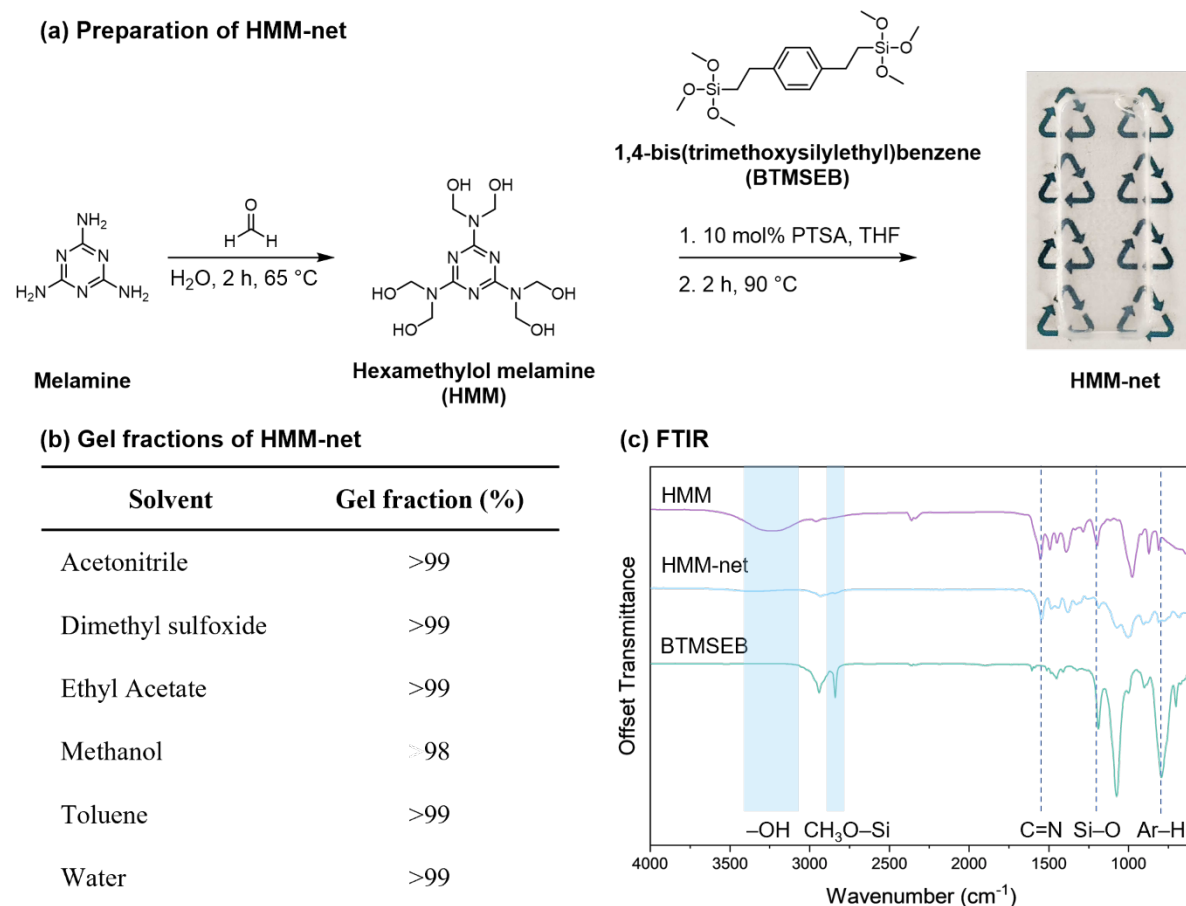 (a) Preparation of HMM-net
Si
O
O
O
Si
O
O
O
1,4-bis(trimethoxysilylethyl)benzene
(BTMSEB)
NH₂
N
N
H₂N
N
NH₂
Melamine
O
H
H
H₂O, 2 h, 65 °C
OH
OH
N
N
N
HO
N
N
N
OH
OH
OH
Hexamethylol melamine
(HMM)
1. 10 mol% PTSA, THF
2. 2 h, 90 °C
HMM-net
(b) Gel fractions of HMM-net
Solvent Gel fraction (%)
Acetonitrile >99
Dimethyl sulfoxide >99
Ethyl Acetate >99
Methanol >98
Toluene >99
Water >99
(c) FTIR
Offset Transmittance
HMM
HMM-net
BTMSEB
–OH CH₃O–Si C=N Si–O Ar–H
4000 3500 3000 2500 2000 1500 1000
Wavenumber (cm⁻¹)